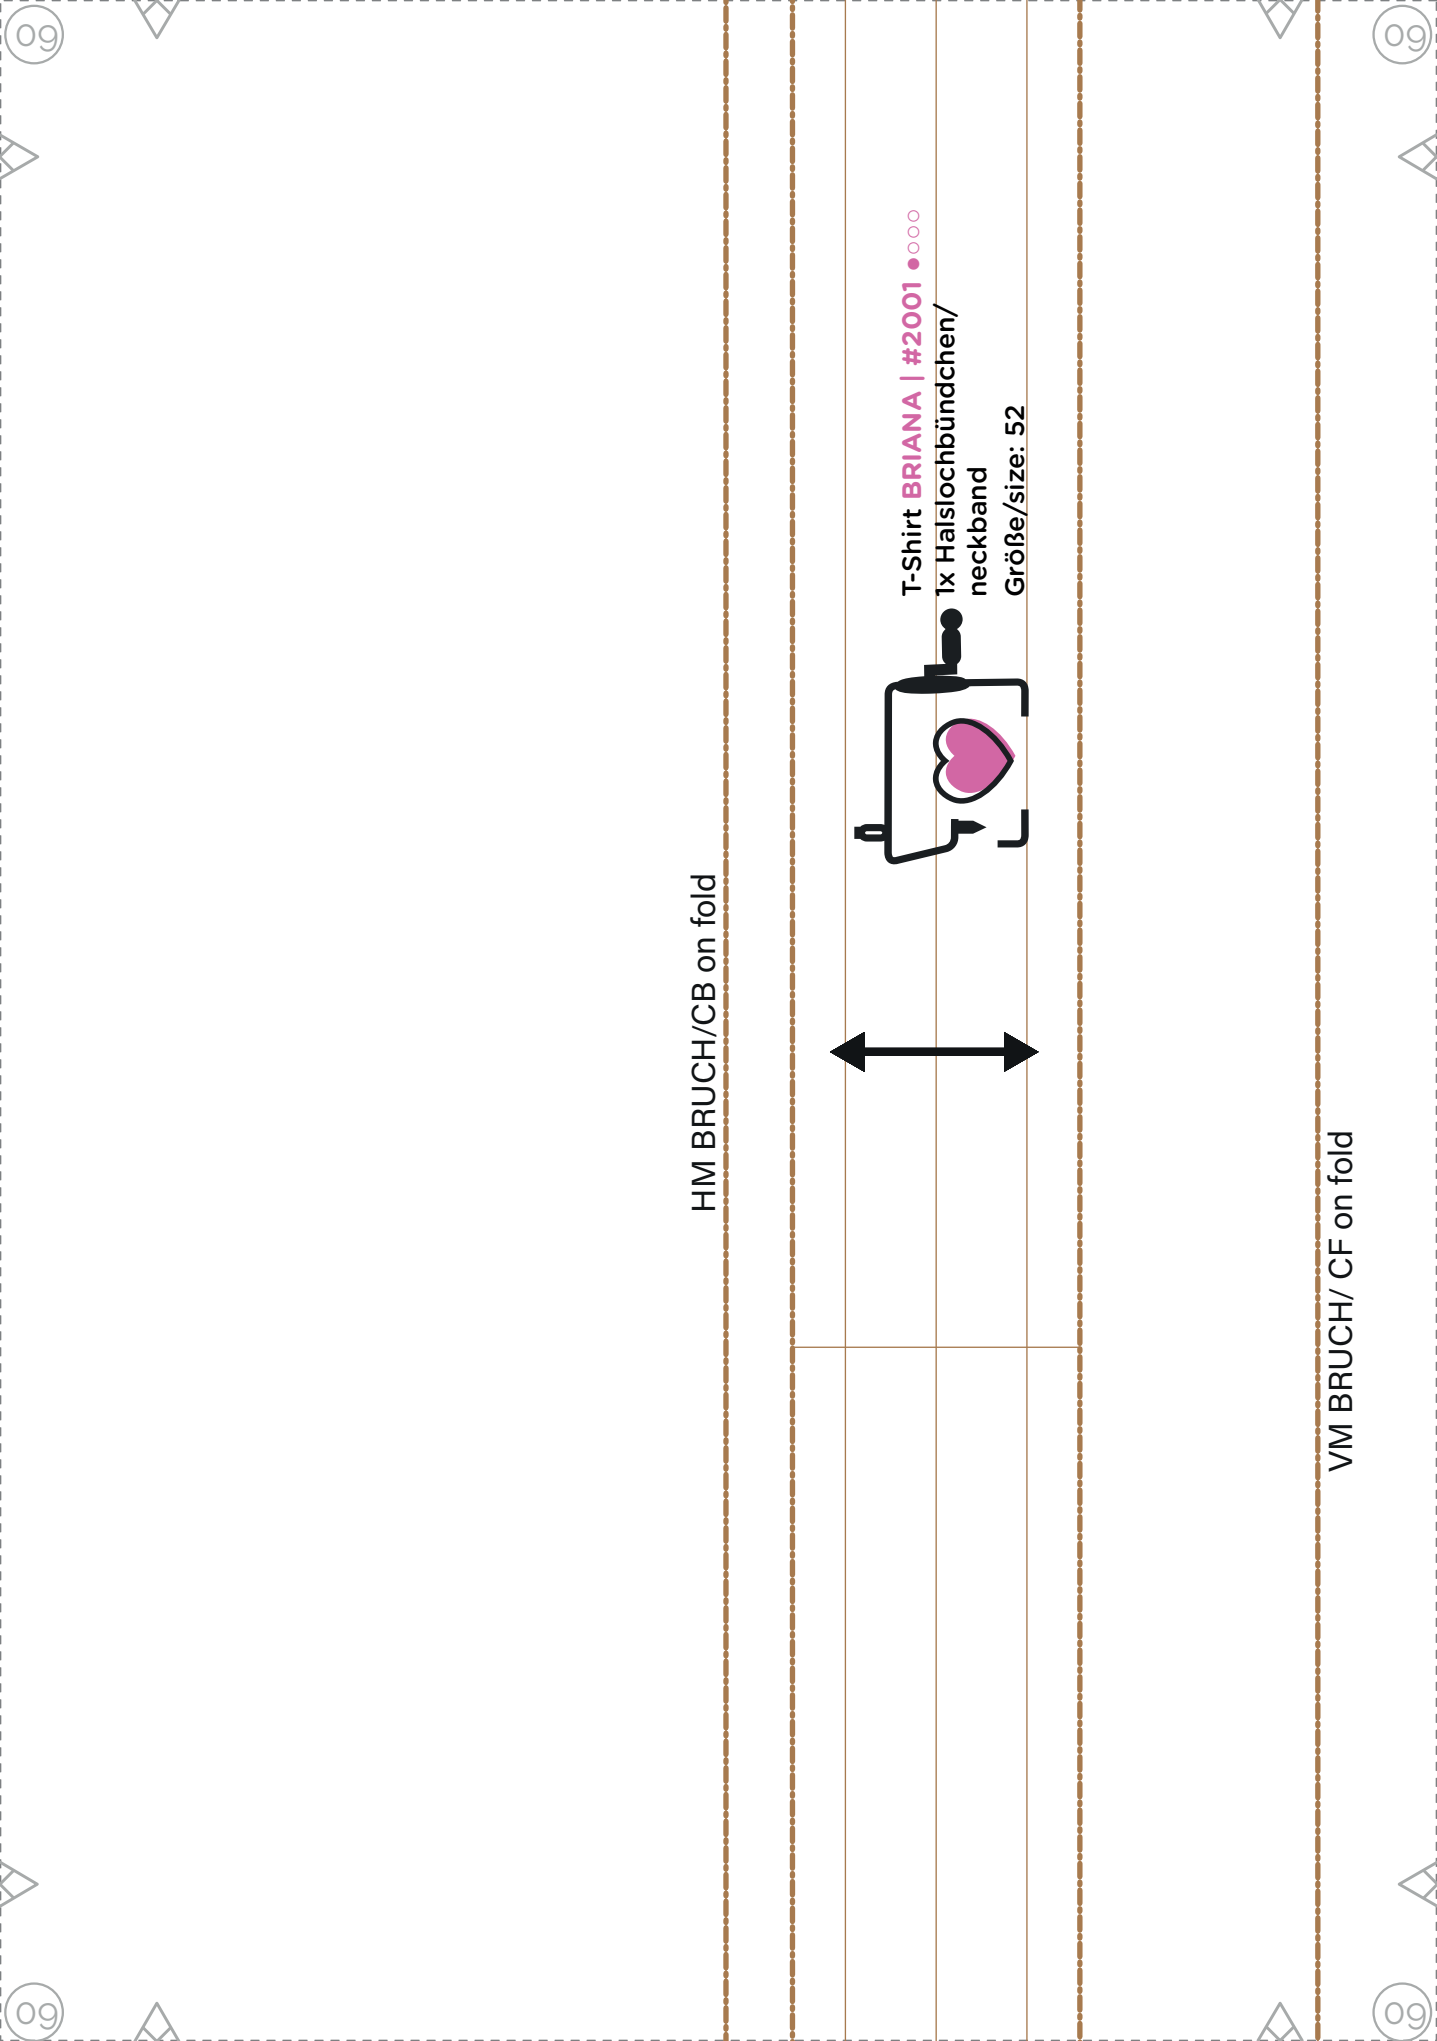 09
09
T-Shirt BRIANA | #2001
1x Halslochbündchen/
neckband
Größe/size: 52
HM BRUCH/CB on fold
VM BRUCH/ CF on fold
09
09